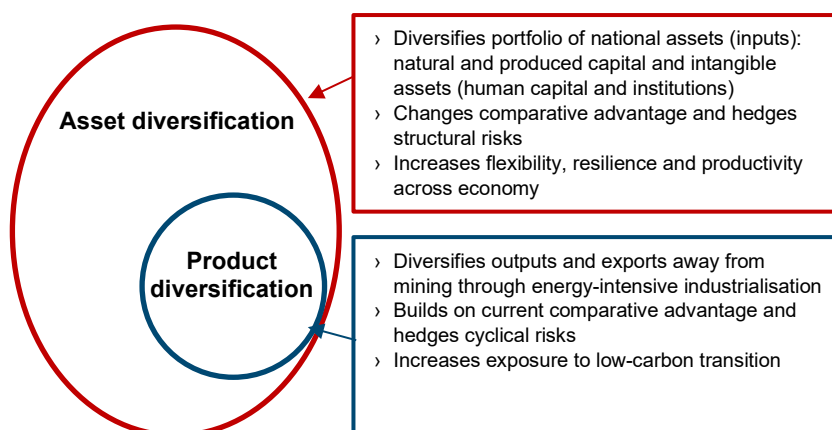 Asset diversification
› Diversifies portfolio of national assets (inputs):
natural and produced capital and intangible
assets (human capital and institutions)
› Changes comparative advantage and hedges
structural risks
› Increases flexibility, resilience and productivity
across economy
Product
diversification
› Diversifies outputs and exports away from
mining through energy-intensive industrialisation
› Builds on current comparative advantage and
hedges cyclical risks
› Increases exposure to low-carbon transition